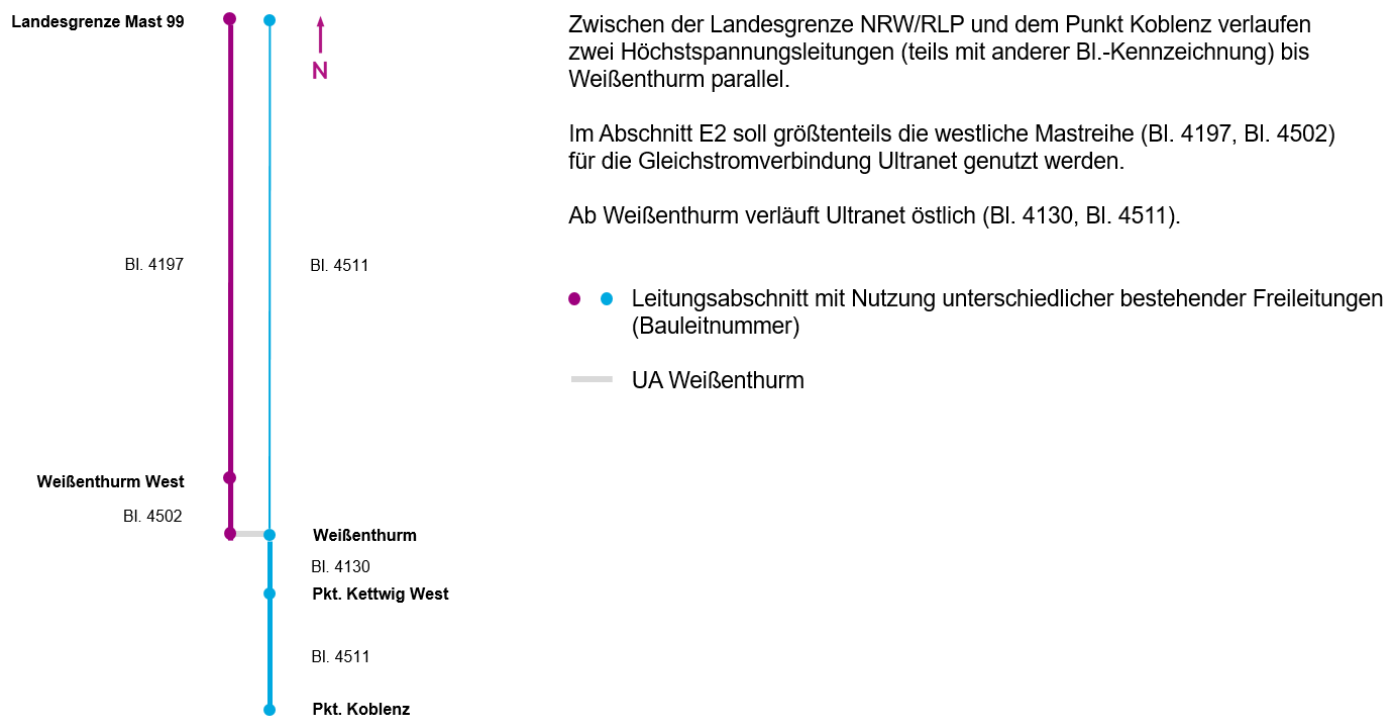 Landesgrenze Mast 99
N
Bl. 4197
Bl. 4511
Weißenthurm West
Bl. 4502
Weißenthurm
Bl. 4130
Pkt. Kettwig West
Bl. 4511
Pkt. Koblenz
Zwischen der Landesgrenze NRW/RLP und dem Punkt Koblenz verlaufen
zwei Höchstspannungsleitungen (teils mit anderer Bl.-Kennzeichnung) bis
Weißenthurm parallel.
Im Abschnitt E2 soll größtenteils die westliche Mastreihe (Bl. 4197, Bl. 4502)
für die Gleichstromverbindung Ultranet genutzt werden.
Ab Weißenthurm verläuft Ultranet östlich (Bl. 4130, Bl. 4511).
Leitungsabschnitt mit Nutzung unterschiedlicher bestehender Freileitungen
(Bauleitnummer)
UA Weißenthurm